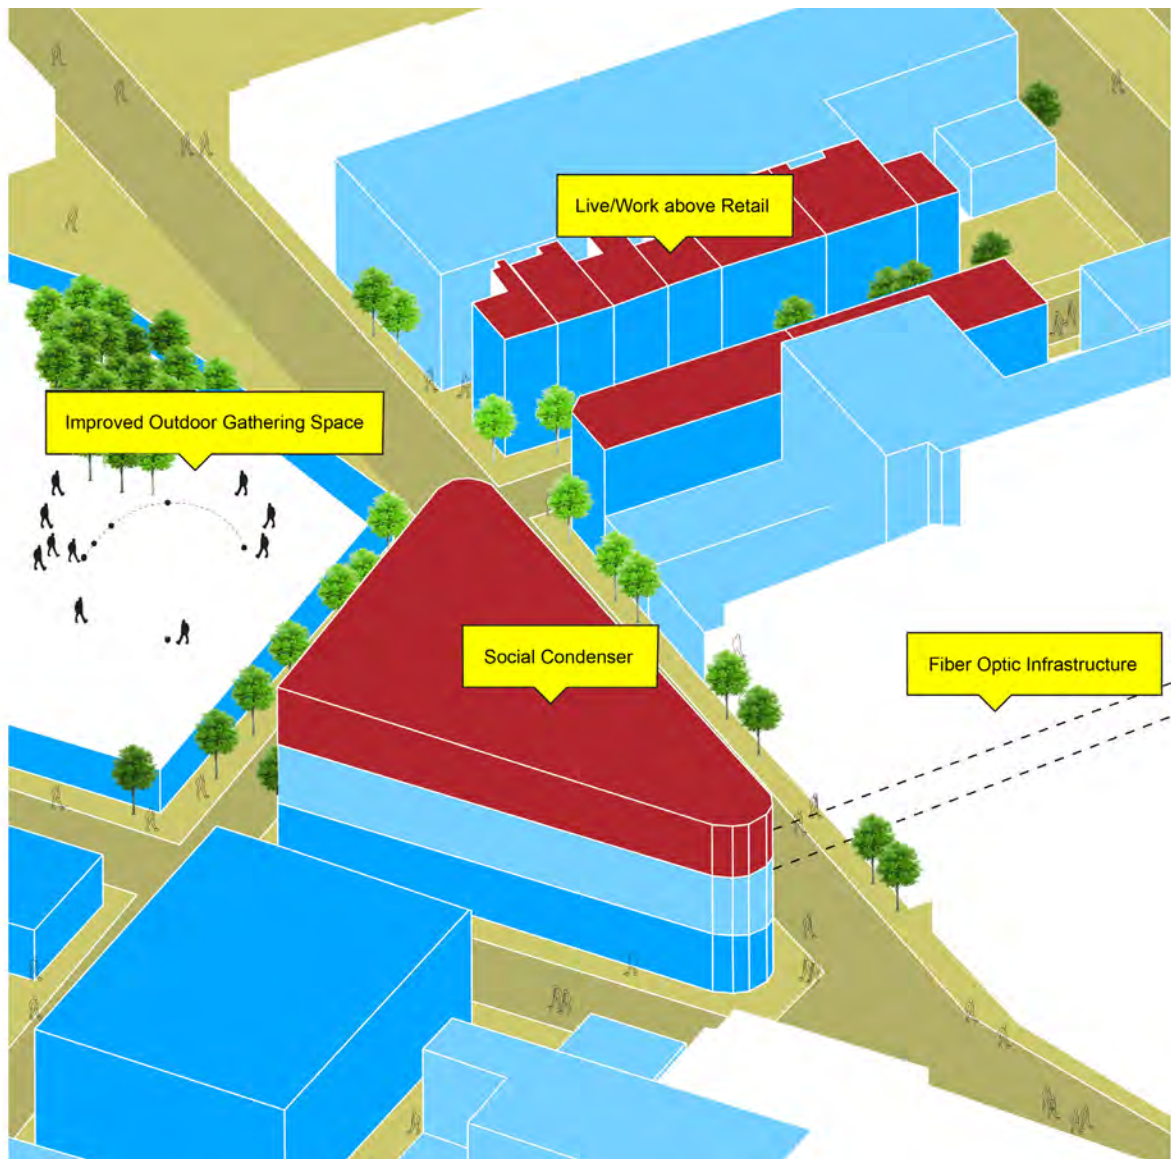 Live/Work above Retail
Improved Outdoor Gathering Space
Social Condenser
Fiber Optic Infrastructure